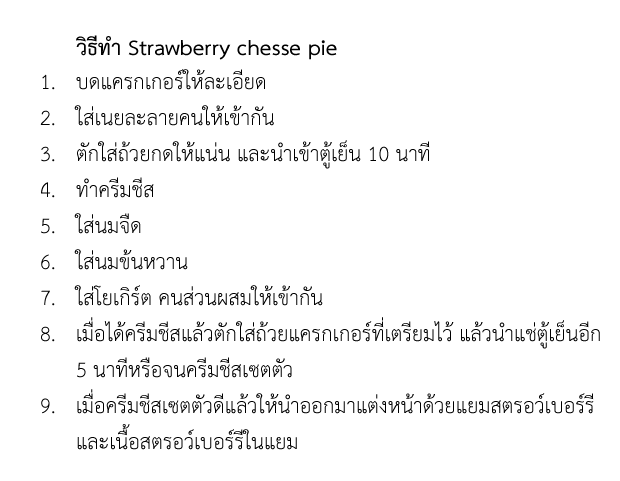 วิธีทำ Strawberry chesse pie
1. บดแครกเกอร์ให้ละเอียด
2. ใส่เนยละลายคนให้เข้ากัน
3. ตักใส่ถ้วยกดให้แน่น และนำเข้าตู้เย็น 10 นาที
4. ทำครีมชีส
5. ใส่นมจืด
6. ใส่นมข้นหวาน
7. ใส่โยเกิร์ต คนส่วนผสมให้เข้ากัน
8. เมื่อได้ครีมชีสแล้วตักใส่ถ้วยแครกเกอร์ที่เตรียมไว้ แล้วนำแช่ตู้เย็นอีก
5 นาทีหรือจนครีมชีสเซตตัว
9. เมื่อครีมชีสเซตตัวดีแล้วให้นำออกมาแต่งหน้าด้วยแยมสตรอว์เบอร์รี
และเนื้อสตรอว์เบอร์รีในแยม